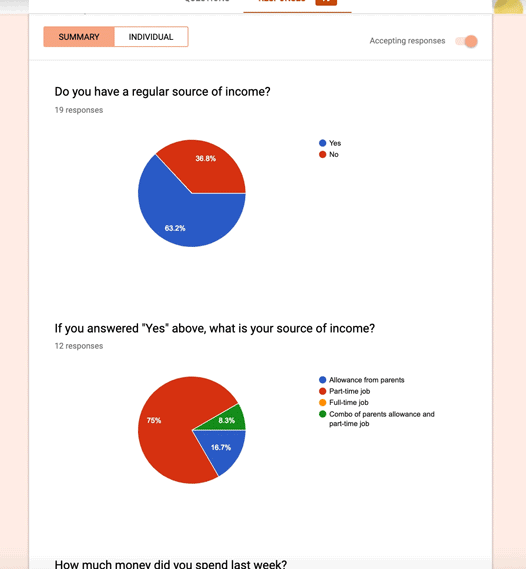 QUESTIONS
RESPONSES
SUMMARY
INDIVIDUAL
Accepting responses
Do you have a regular source of income?
19 responses
36.8%
63.2%
Yes
No
If you answered "Yes" above, what is your source of income?
12 responses
75%
8.3%
16.7%
Allowance from parents
Part-time job
Full-time job
Combo of parents allowance and
part-time job
How much money did you spend last week?